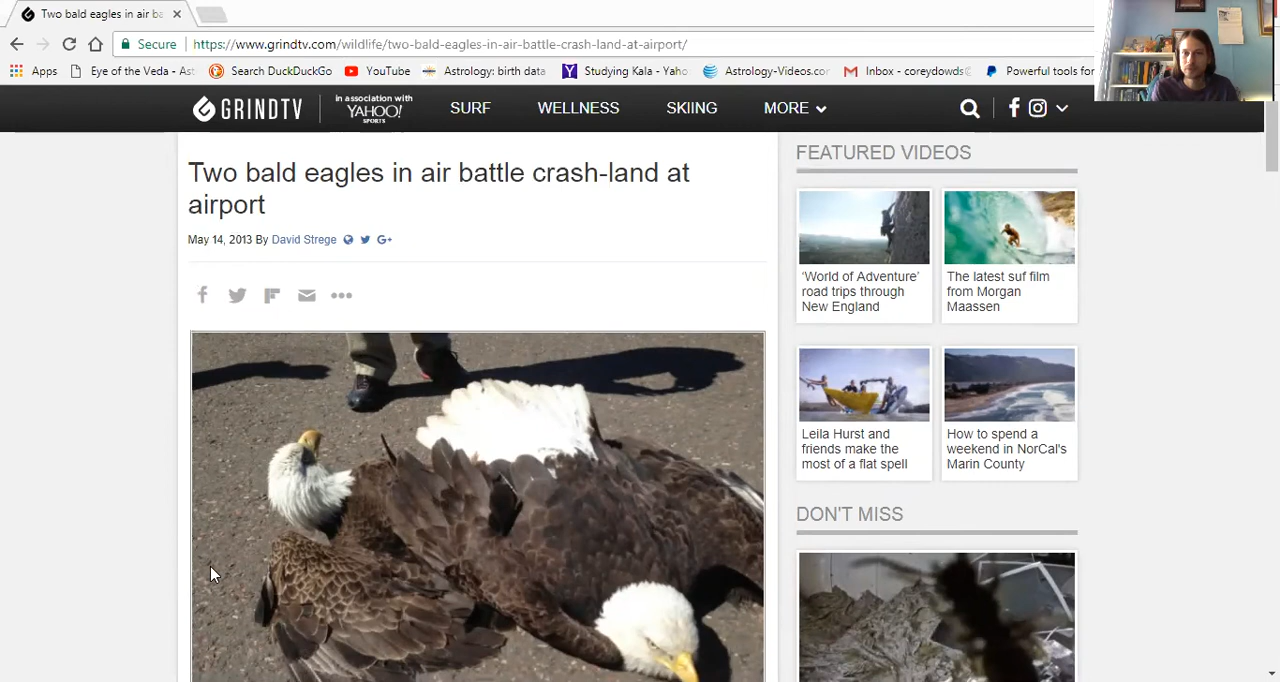 Two bald eagles in air ba
Secure
https://www.grindtv.com/wildlife/two-bald-eagles-in-air-battle-crash-land-at-airport/
Apps
Eye of the Veda - Ast
Search DuckDuckGo
YouTube
Astrology: birth data
Studying Kala - Yaho
Astrology-Videos.co
Inbox - coreydowds
Powerful tools for
GRINDTV
in association with
YAHOO!
SPORTS
SURF
WELLNESS
SKIING
MORE
Two bald eagles in air battle crash-land at
airport
May 14, 2013 By David Strege
G+
FEATURED VIDEOS
'World of Adventure'
road trips through
New England
The latest suf film
from Morgan
Maassen
Leila Hurst and
friends make the
most of a flat spell
How to spend a
weekend in NorCal's
Marin County
DON'T MISS